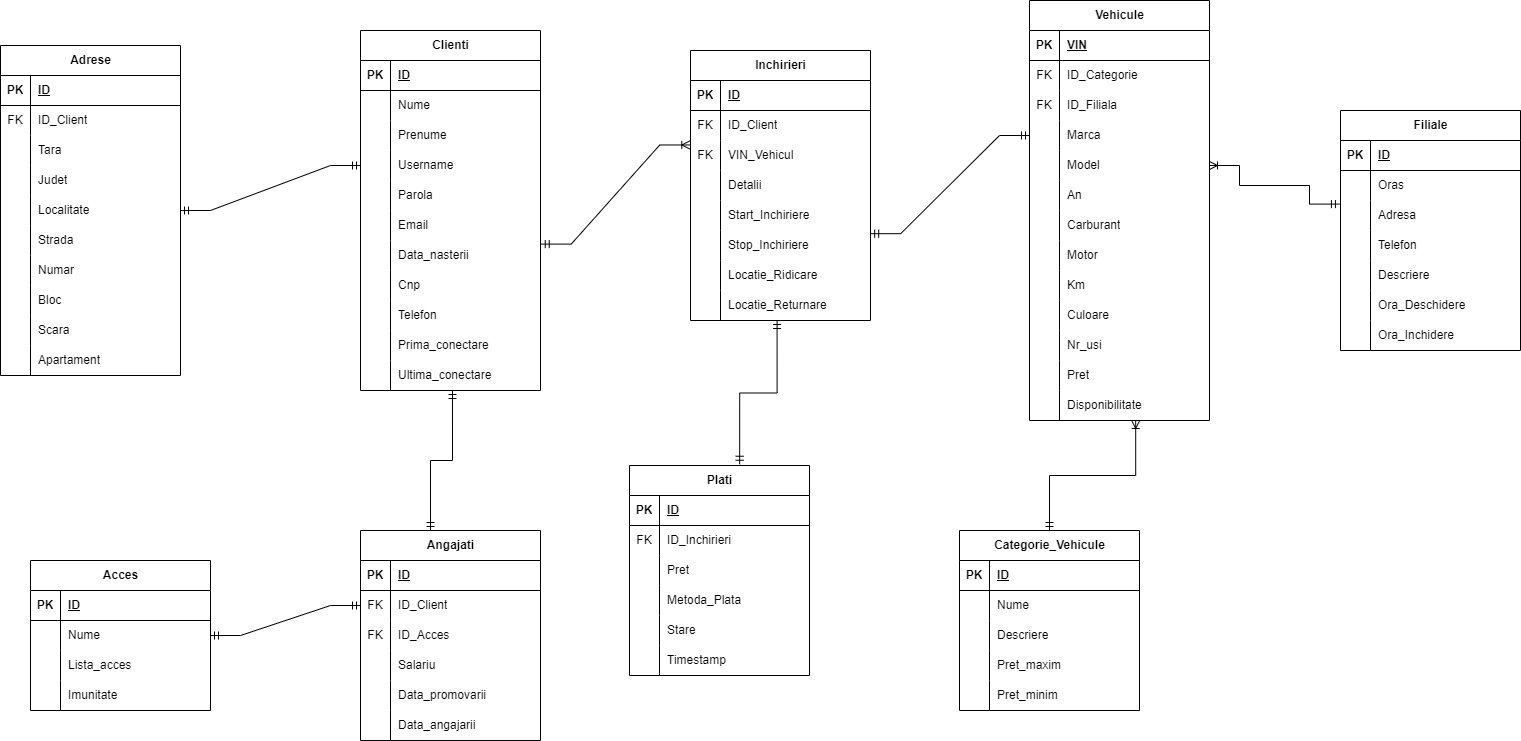 Adrese
PK ID
FK ID_Client
Tara
Judet
Localitate
Strada
Numar
Bloc
Scara
Apartament
Clienti
PK ID
Nume
Prenume
Username
Parola
Email
Data_nasterii
Cnp
Telefon
Prima_conectare
Ultima_conectare
Inchirieri
PK ID
FK ID_Client
FK VIN_Vehicul
Detalii
Start_Inchiriere
Stop_Inchiriere
Locatie_Ridicare
Locatie_Returnare
Vehicule
PK VIN
FK ID_Categorie
FK ID_Filiala
Marca
Model
An
Carburant
Motor
Km
Culoare
Nr_usi
Pret
Disponibilitate
Filiale
PK ID
Oras
Adresa
Telefon
Descriere
Ora_Deschidere
Ora_Inchidere
Acces
PK ID
Nume
Lista_acces
Imunitate
Angajati
PK ID
FK ID_Client
FK ID_Acces
Salariu
Data_promovarii
Data_angajarii
Plati
PK ID
FK ID_Inchirieri
Pret
Metoda_Plata
Stare
Timestamp
Categorie_Vehicule
PK ID
Nume
Descriere
Pret_maxim
Pret_minim